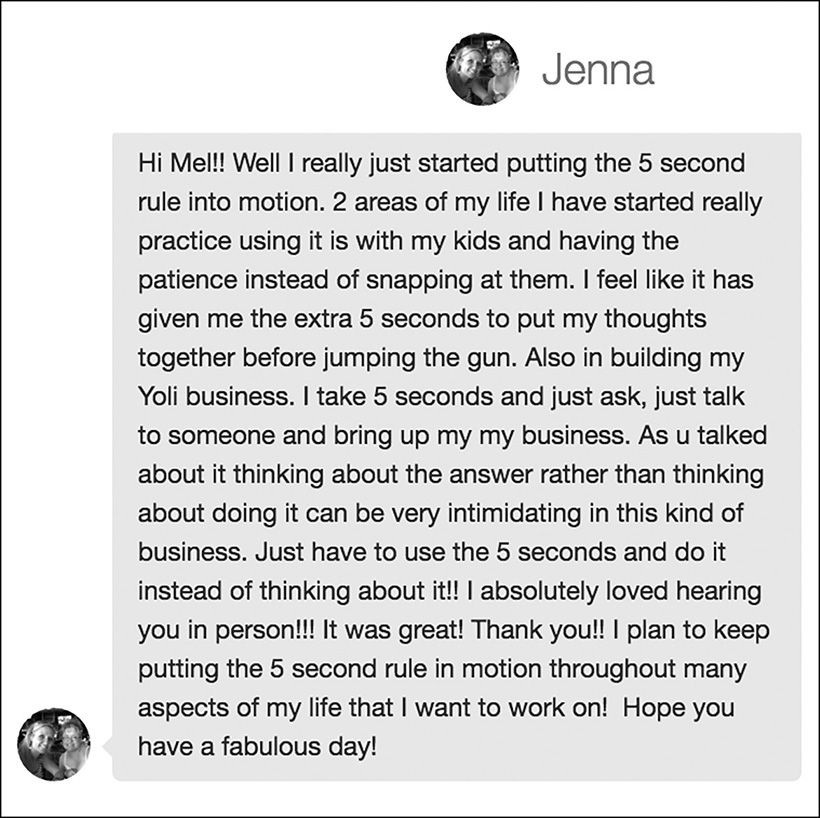 Jenna
Hi Mel!! Well I really just started putting the 5 second
rule into motion. 2 areas of my life I have started really
practice using it is with my kids and having the
patience instead of snapping at them. I feel like it has
given me the extra 5 seconds to put my thoughts
together before jumping the gun. Also in building my
Yoli business. I take 5 seconds and just ask, just talk
to someone and bring up my my business. As u talked
about it thinking about the answer rather than thinking
about doing it can be very intimidating in this kind of
business. Just have to use the 5 seconds and do it
instead of thinking about it!! I absolutely loved hearing
you in person!!! It was great! Thank you!! I plan to keep
putting the 5 second rule in motion throughout many
aspects of my life that I want to work on!  Hope you
have a fabulous day!